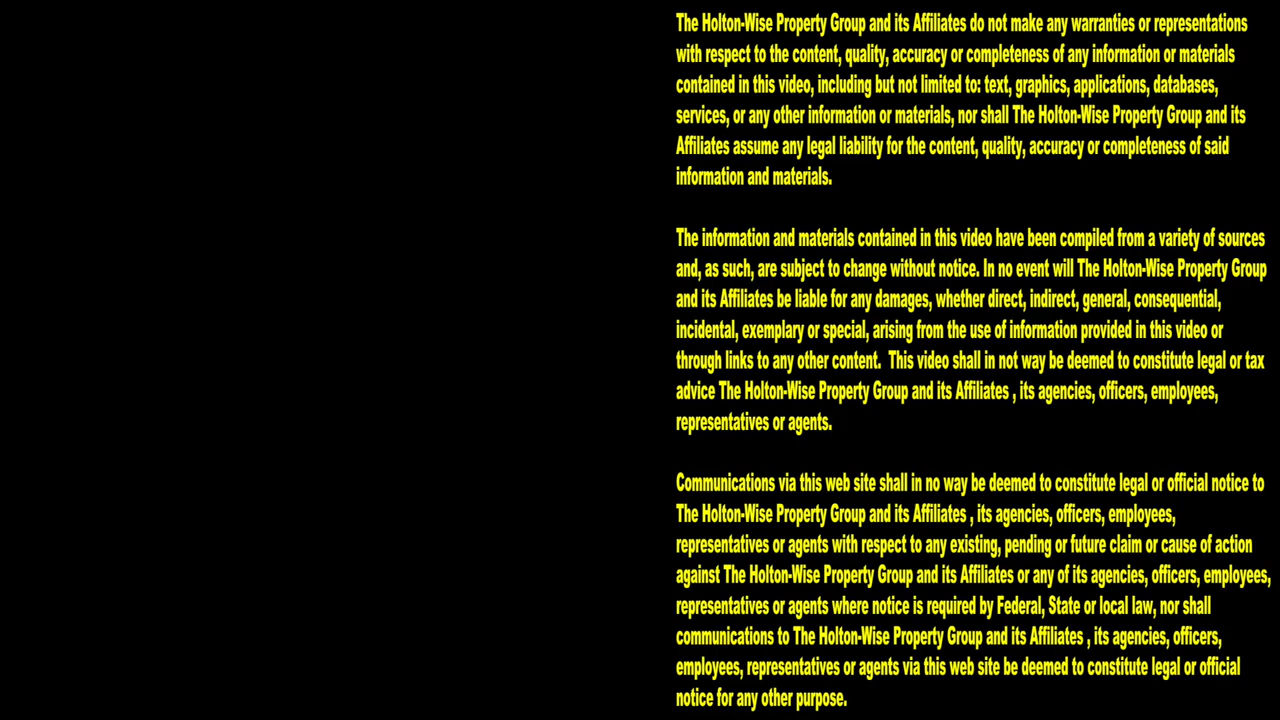 The Holton-Wise Property Group and its Affiliates do not make any warranties or representations
with respect to the content, quality, accuracy or completeness of any information or materials
contained in this video, including but not limited to: text, graphics, applications, databases,
services, or any other information or materials, nor shall The Holton-Wise Property Group and its
Affiliates assume any legal liability for the content, quality, accuracy or completeness of said
information and materials.
The information and materials contained in this video have been compiled from a variety of sources
and, as such, are subject to change without notice. In no event will The Holton-Wise Property Group
and its Affiliates be liable for any damages, whether direct, indirect, general, consequential,
incidental, exemplary or special, arising from the use of information provided in this video or
through links to any other content.  This video shall in not way be deemed to constitute legal or tax
advice The Holton-Wise Property Group and its Affiliates , its agencies, officers, employees,
representatives or agents.
Communications via this web site shall in no way be deemed to constitute legal or official notice to
The Holton-Wise Property Group and its Affiliates , its agencies, officers, employees,
representatives or agents with respect to any existing, pending or future claim or cause of action
against The Holton-Wise Property Group and its Affiliates or any of its agencies, officers, employees,
representatives or agents where notice is required by Federal, State or local law, nor shall
communications to The Holton-Wise Property Group and its Affiliates , its agencies, officers,
employees, representatives or agents via this web site be deemed to constitute legal or official
notice for any other purpose.